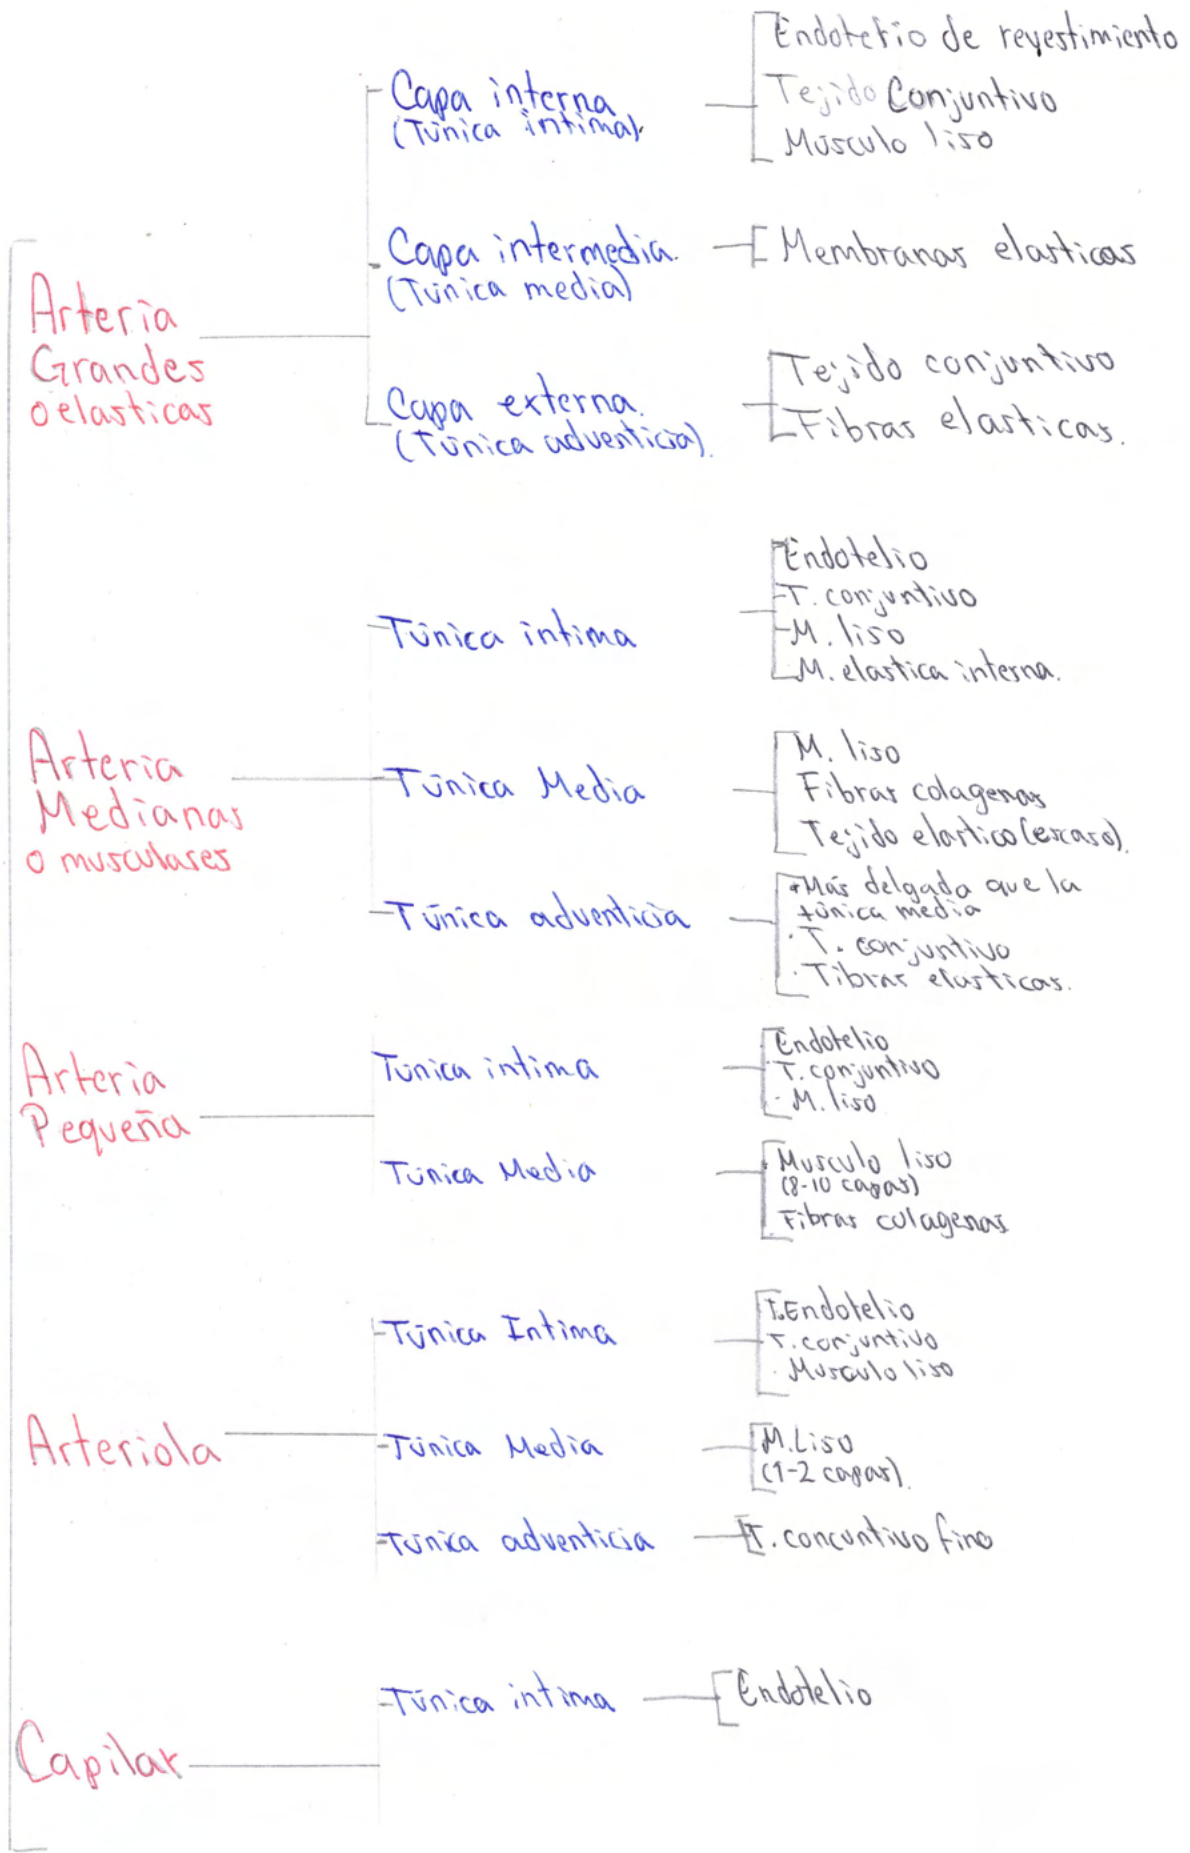 Arteria
Grandes
o elasticas
Capa interna
(Túnica intima).
Endotelio de revestimiento
Tejido Conjuntivo
Músculo liso
Capa intermedia.
(Túnica media)
Membranas elasticas
Capa externa.
(Túnica adventicia).
Tejido conjuntivo
Fibras elasticas.
Arteria
Medianas
o musculares
Túnica intima
Endotelio
T. conjuntivo
M. liso
M. elastica interna.
Túnica Media
M. liso
Fibras colagenas
Tejido elastico (escaso).
Túnica adventicia
Más delgada que la
túnica media
T. conjuntivo
Tibras elasticas.
Arteria
Pequeña
Túnica intima
Endotelio
T. conjuntivo
M. liso
Túnica Media
Musculo liso
(8-10 capas)
Fibras colagenas
Arteriola
Túnica Intima
T. Endotelio
T. conjuntivo
Musculo liso
Túnica Media
M. Liso
(1-2 capas).
Túnica adventicia
T. concuntivo fino
Capilar
Túnica intima
Endotelio